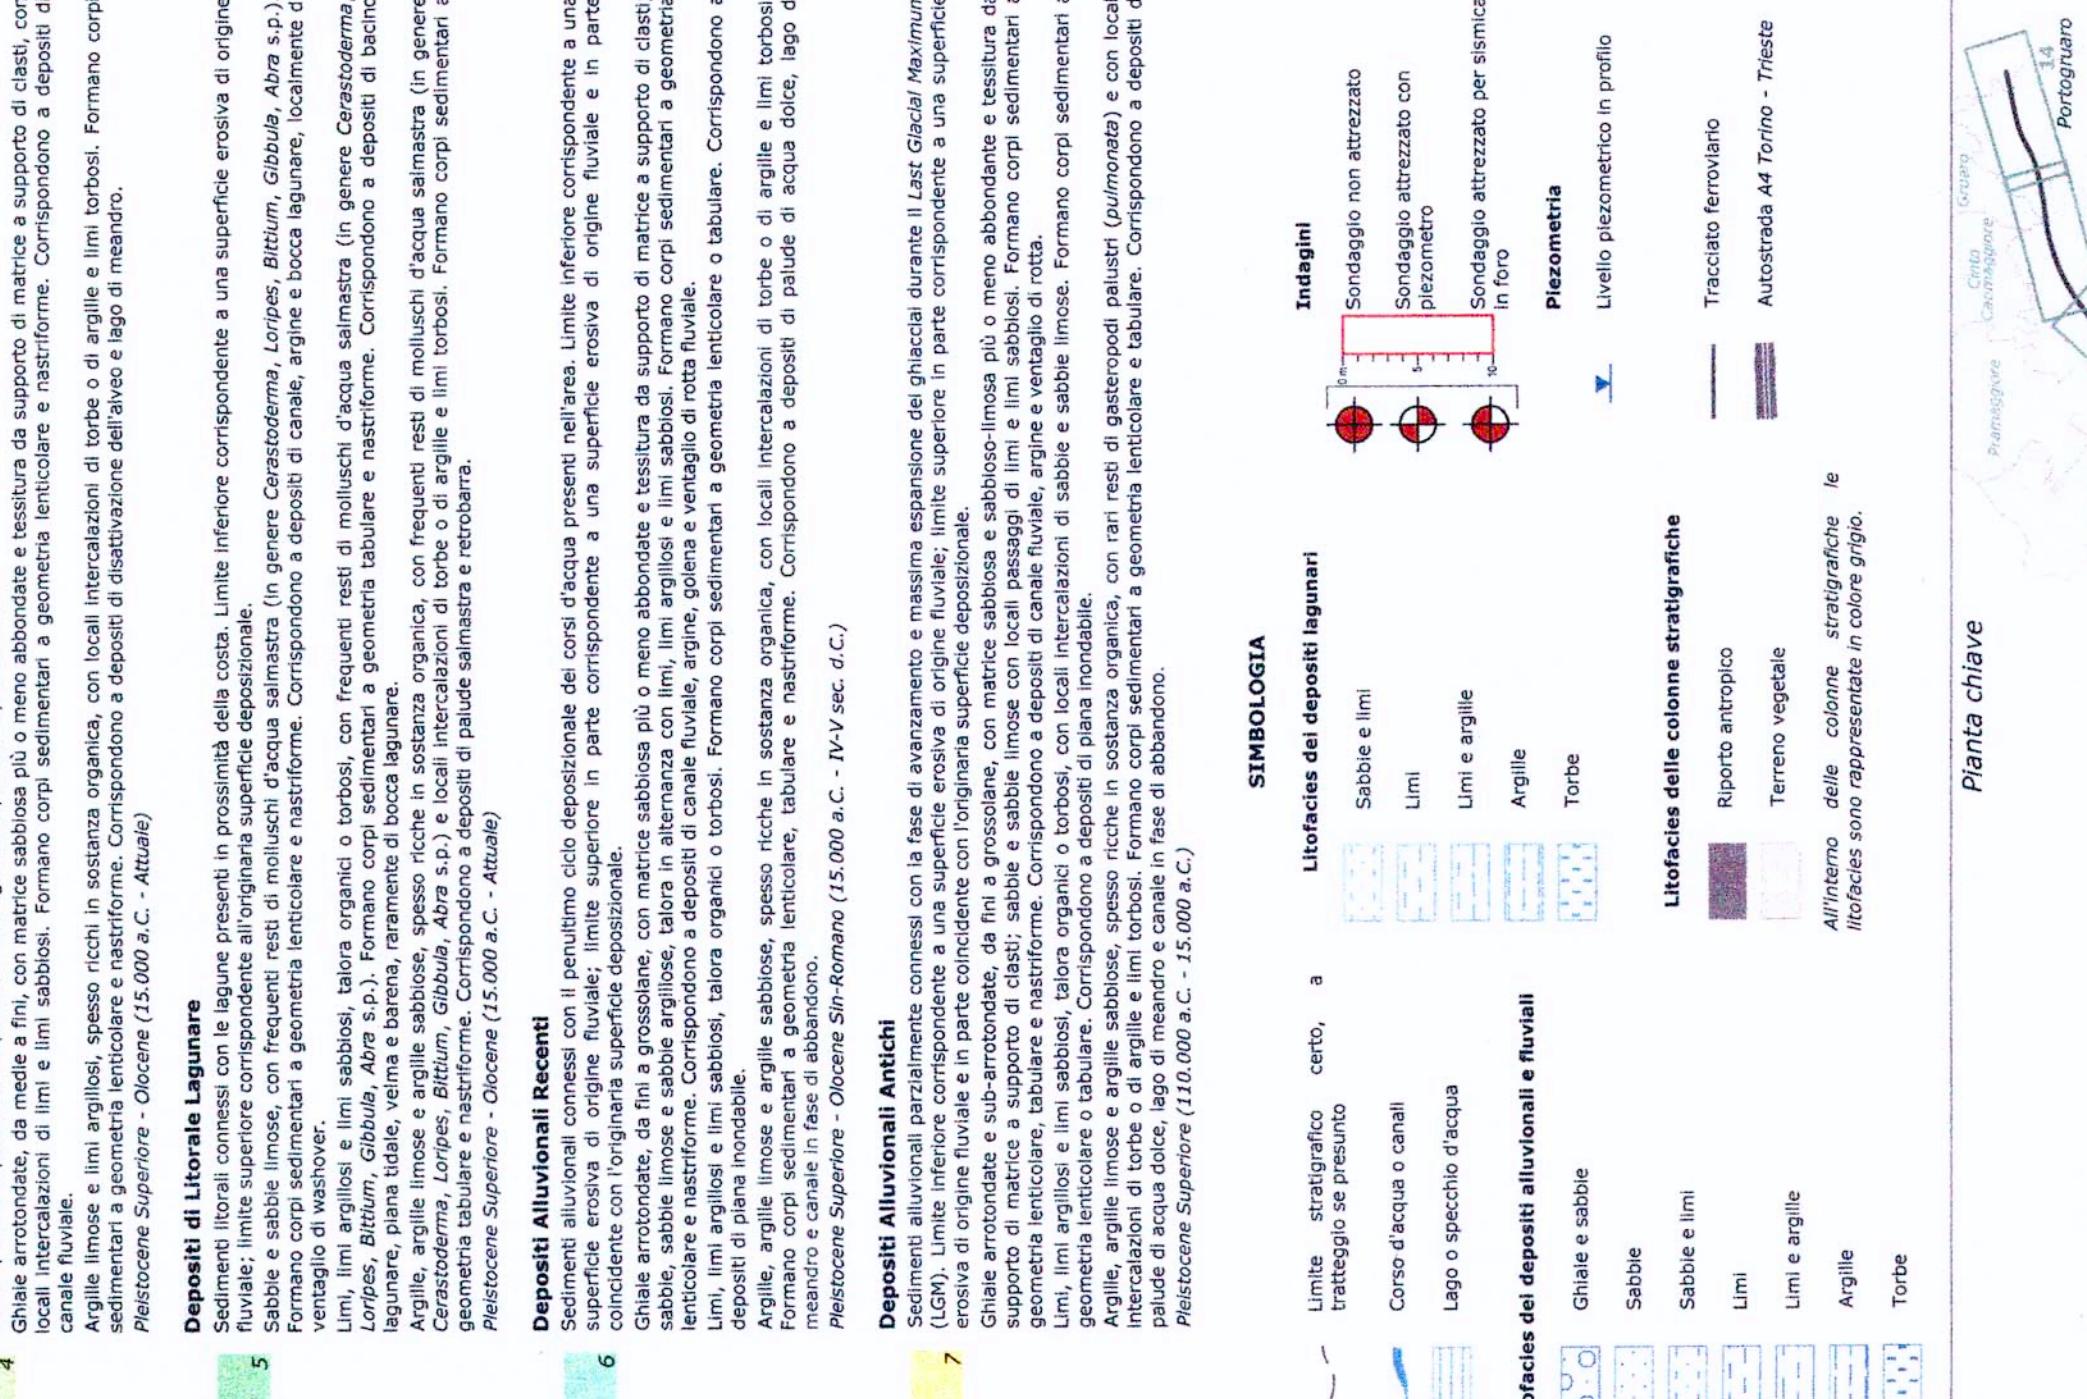 4
Ghiaie arrotondate, da medie a fini, con matrice sabbiosa più o meno abbondate e tessitura da supporto di matrice a supporto di clasti, con
locali intercalazioni di limi e limi sabbiosi. Formano corpi sedimentari a geometria lenticolare e nastriforme. Corrispondono a depositi di
canale fluviale.
Argille limose e limi argillosi, spesso ricchi in sostanza organica, con locali intercalazioni di torbe o di argille e limi torbosi. Formano corpi
sedimentari a geometria lenticolare e nastriforme. Corrispondono a depositi di disattivazione dell'alveo e lago di meandro.
Pleistocene Superiore - Olocene (15.000 a.C. - Attuale)
Depositi di Litorale Lagunare
5
Sedimenti litorali connessi con le lagune presenti in prossimità della costa. Limite inferiore corrispondente a una superficie erosiva di origine
fluviale; limite superiore corrispondente all'originaria superficie deposizionale.
Sabbie e sabbie limose, con frequenti resti di molluschi d'acqua salmastra (in genere Cerastoderma, Loripes, Bittium, Gibbula, Abra s.p.)
Formano corpi sedimentari a geometria lenticolare e nastriforme. Corrispondono a depositi di canale, argine e bocca lagunare, localmente d
ventaglio di washover.
Limi, limi argillosi e limi sabbiosi, talora organici o torbosi, con frequenti resti di molluschi d'acqua salmastra (in genere Cerastoderma,
Loripes, Bittium, Gibbula, Abra s.p.). Formano corpi sedimentari a geometria tabulare e nastriforme. Corrispondono a depositi di bacino
lagunare, piana tidale, velma e barena, raramente di bocca lagunare.
Argille, argille limose e argille sabbiose, spesso ricche in sostanza organica, con frequenti resti di molluschi d'acqua salmastra (in genere
Cerastoderma, Loripes, Bittium, Gibbula, Abra s.p.) e locali intercalazioni di torbe o di argille e limi torbosi. Formano corpi sedimentari a
geometria tabulare e nastriforme. Corrispondono a depositi di palude salmastra e retrobarra.
Pleistocene Superiore - Olocene (15.000 a.C. - Attuale)
Depositi Alluvionali Recenti
6
Sedimenti alluvionali connessi con il penultimo ciclo deposizionale dei corsi d'acqua presenti nell'area. Limite inferiore corrispondente a una
superficie erosiva di origine fluviale; limite superiore in parte corrispondente a una superficie erosiva di origine fluviale e in parte
coincidente con l'originaria superficie deposizionale.
Ghiaie arrotondate, da fini a grossolane, con matrice sabbiosa più o meno abbondate e tessitura da supporto di matrice a supporto di clasti;
sabbie, sabbie limose e sabbie argillose, talora in alternanza con limi, limi argillosi e limi sabbiosi. Formano corpi sedimentari a geometria
lenticolare e nastriforme. Corrispondono a depositi di canale fluviale, argine, golena e ventaglio di rotta fluviale.
Limi, limi argillosi e limi sabbiosi, talora organici o torbosi. Formano corpi sedimentari a geometria lenticolare o tabulare. Corrispondono a
depositi di piana inondabile.
Argille, argille limose e argille sabbiose, spesso ricche in sostanza organica, con locali intercalazioni di torbe o di argille e limi torbosi
Formano corpi sedimentari a geometria lenticolare, tabulare e nastriforme. Corrispondono a depositi di palude di acqua dolce, lago d
meandro e canale in fase di abbandono.
Pleistocene Superiore - Olocene Sin-Romano (15.000 a.C. - IV-V sec. d.C.)
Depositi Alluvionali Antichi
7
Sedimenti alluvionali parzialmente connessi con la fase di avanzamento e massima espansione dei ghiacciai durante il Last Glacial Maximum
(LGM). Limite inferiore corrispondente a una superficie erosiva di origine fluviale; limite superiore in parte corrispondente a una superficie
erosiva di origine fluviale e in parte coincidente con l'originaria superficie deposizionale.
Ghiaie arrotondate e sub-arrotondate, da fini a grossolane, con matrice sabbiosa e sabbioso-limosa più o meno abbondante e tessitura da
supporto di matrice a supporto di clasti; sabbie e sabbie limose con locali passaggi di limi e limi sabbiosi. Formano corpi sedimentari a
geometria lenticolare, tabulare e nastriforme. Corrispondono a depositi di canale fluviale, argine e ventaglio di rotta.
Limi, limi argillosi e limi sabbiosi, talora organici o torbosi, con locali intercalazioni di sabbie e sabbie limose. Formano corpi sedimentari a
geometria lenticolare o tabulare. Corrispondono a depositi di piana inondabile.
Argille, argille limose e argille sabbiose, spesso ricche in sostanza organica, con rari resti di gasteropodi palustri (pulmonata) e con local
intercalazioni di torbe o di argille e limi torbosi. Formano corpi sedimentari a geometria lenticolare e tabulare. Corrispondono a depositi d
palude di acqua dolce, lago di meandro e canale in fase di abbandono.
Pleistocene Superiore (110.000 a.C. - 15.000 a.C.)
SIMBOLOGIA
Limite stratigrafico certo, a
tratteggio se presunto
Corso d'acqua o canali
Lago o specchio d'acqua
ofacies dei depositi alluvionali e fluviali
Ghiaie e sabbie
Sabbie
Sabbie e limi
Limi
Limi e argille
Argille
Torbe
Litofacies dei depositi lagunari
Sabbie e limi
Limi
Limi e argille
Argille
Torbe
Litofacies delle colonne stratigrafiche
Riporto antropico
Terreno vegetale
All'interno delle colonne stratigrafiche le
litofacies sono rappresentate in colore grigio.
Indagini
0 m
5
10
Sondaggio non attrezzato
Sondaggio attrezzato con
piezometro
Sondaggio attrezzato per sismica
in foro
Piezometria
Livello piezometrico in profilo
Tracciato ferroviario
Autostrada A4 Torino - Trieste
Pianta chiave
Pramaggiore
Cinto
Caomaggiore
Gruaro
14
Portogruaro